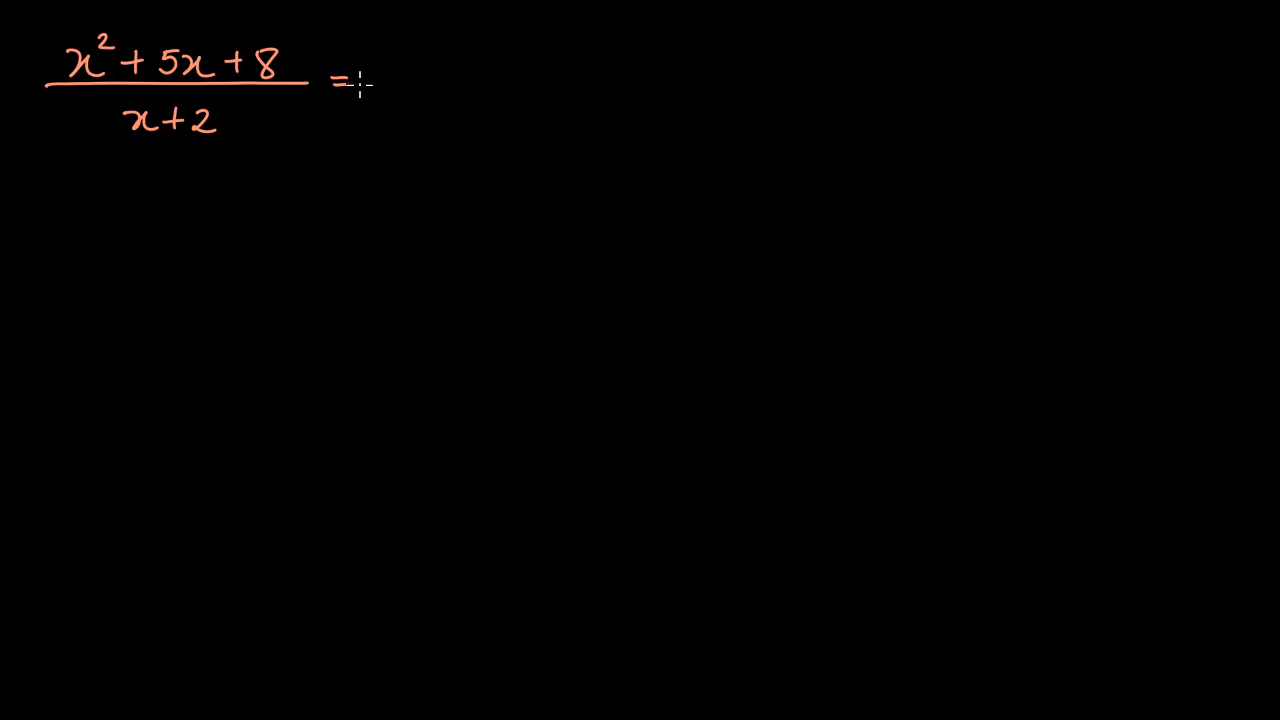 x² + 5x + 8 =
x + 2